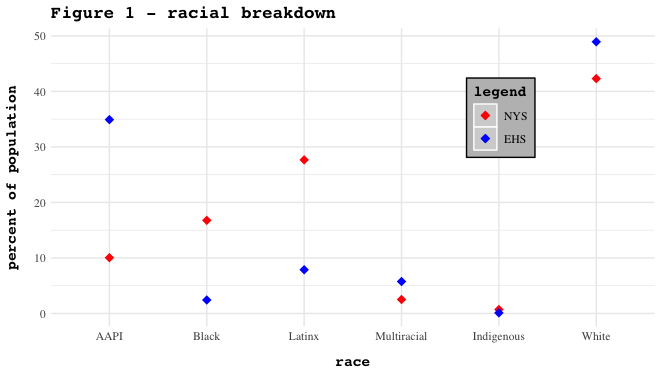 Figure 1 - racial breakdown
percent of population
50
40
30
20
10
0
legend
NYS
EHS
AAPI Black Latinx Multiracial Indigenous White
race